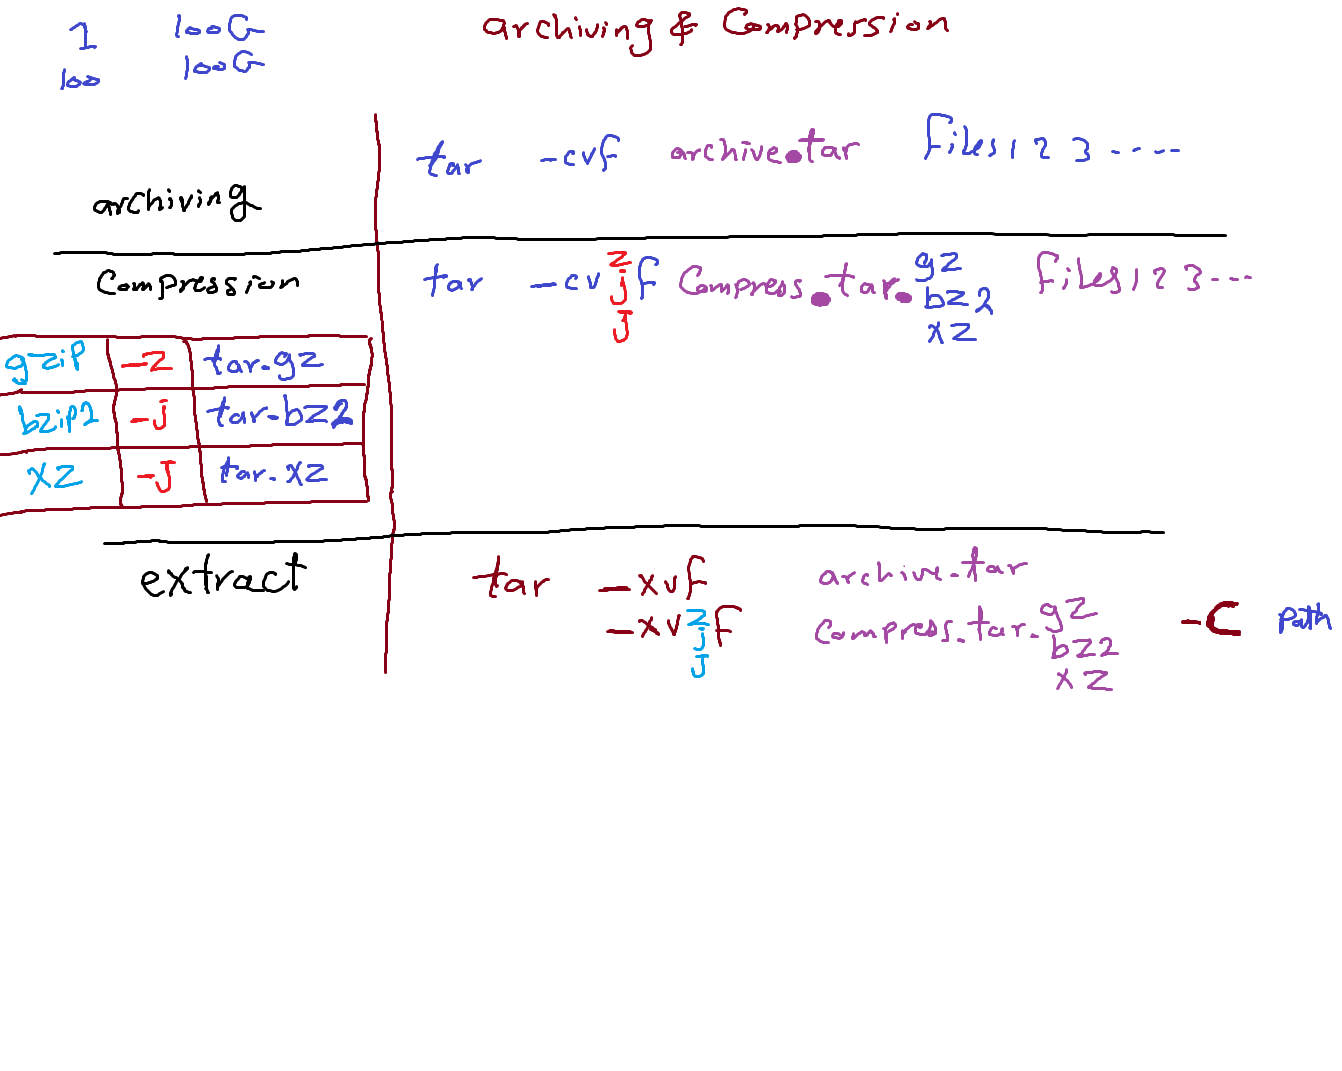 archiving & Compression
1 100G
100 100G
archiving
tar -cvf archive.tar files 1 2 3 .....
Compression
tar -cv z f Compress.tar. gz files 1 2 3 ...
j bz2
J xz
gzip -z tar.gz
bzip2 -j tar.bz2
xz -J tar.xz
extract
tar -xvf archive.tar
-xv z f compress.tar. gz -C Path
j bz2
J xz